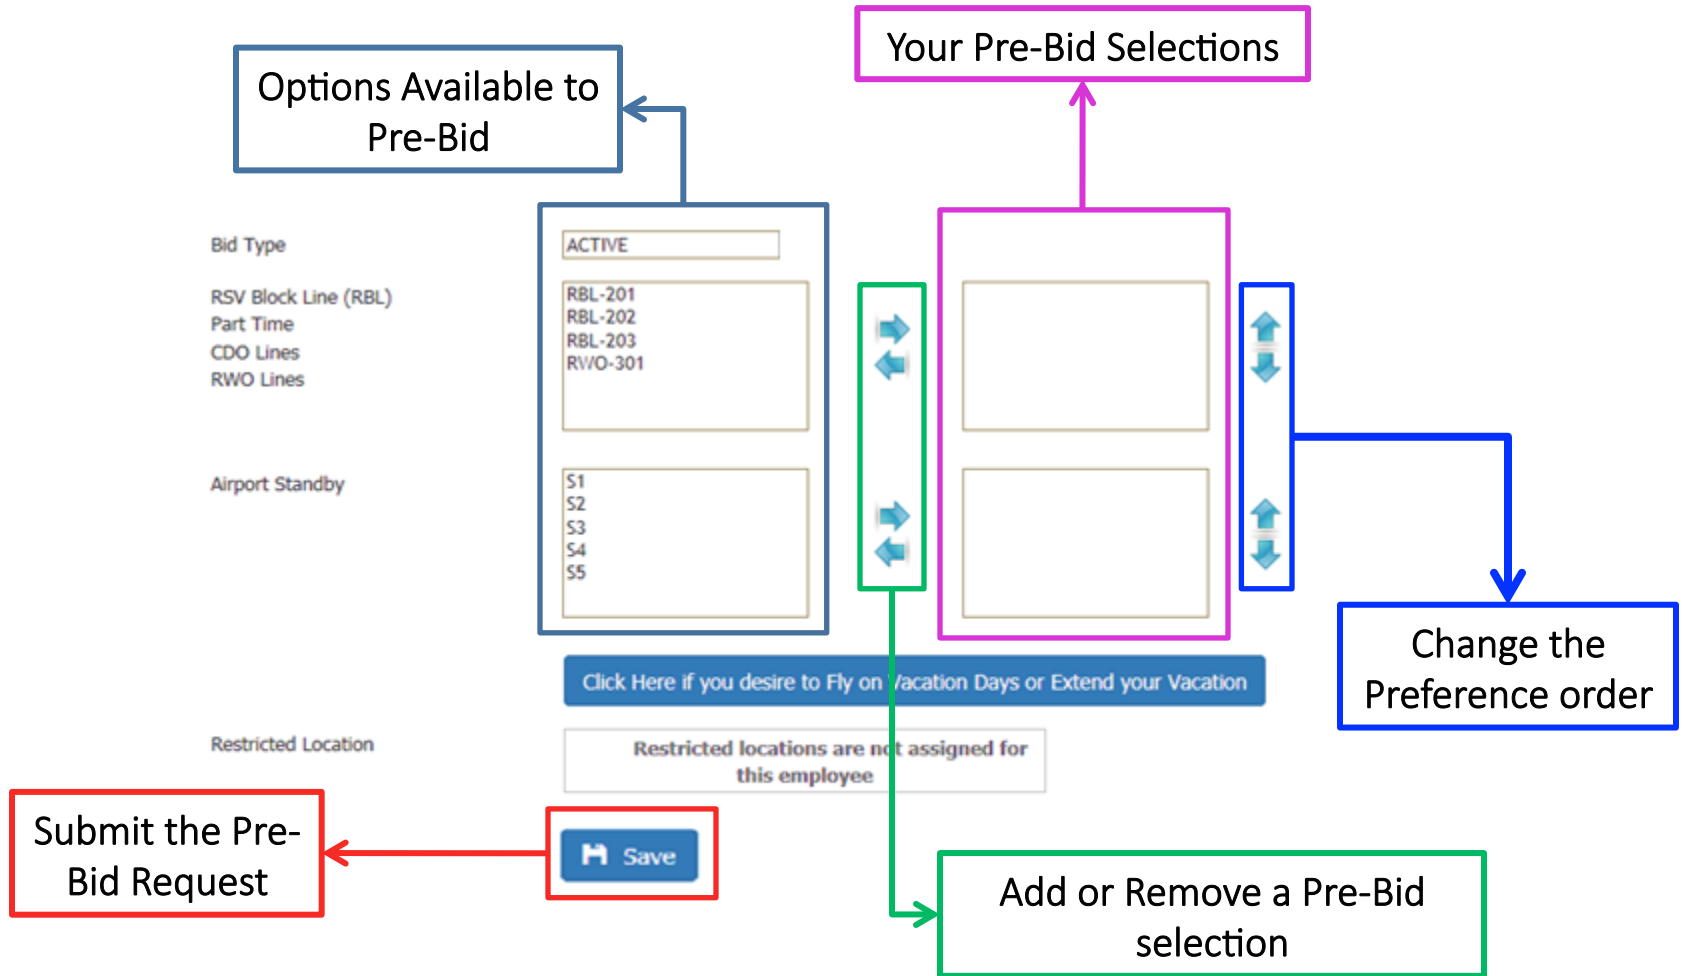 Your Pre-Bid Selections
Options Available to
Pre-Bid
Bid Type
ACTIVE
RSV Block Line (RBL)
Part Time
CDO Lines
RWO Lines
RBL-201
RBL-202
RBL-203
RWO-301
Airport Standby
S1
S2
S3
S4
S5
Change the
Preference order
Click Here if you desire to Fly on Vacation Days or Extend your Vacation
Restricted Location
Restricted locations are not assigned for
this employee
Submit the Pre-
Bid Request
Save
Add or Remove a Pre-Bid
selection